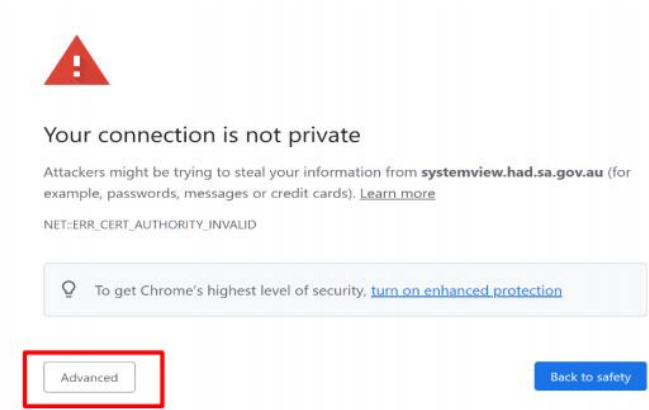 Your connection is not private
Attackers might be trying to steal your information from systemview.had.sa.gov.au (for
example, passwords, messages or credit cards). Learn more
NET::ERR_CERT_AUTHORITY_INVALID
To get Chrome's highest level of security, turn on enhanced protection
Advanced
Back to safety